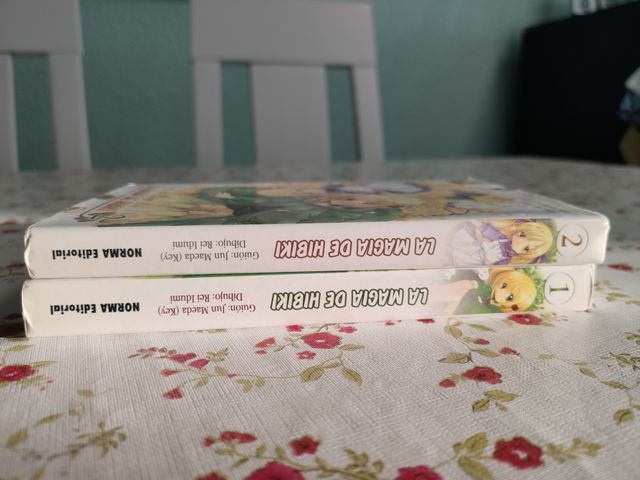 2
LA MAGIA DE HIBIKI
Guión: Jun Maeda (Key)
Dibujo: Rei Idumi
NORMA Editorial
1
LA MAGIA DE HIBIKI
Guión: Jun Maeda (Key)
Dibujo: Rei Idumi
NORMA Editorial